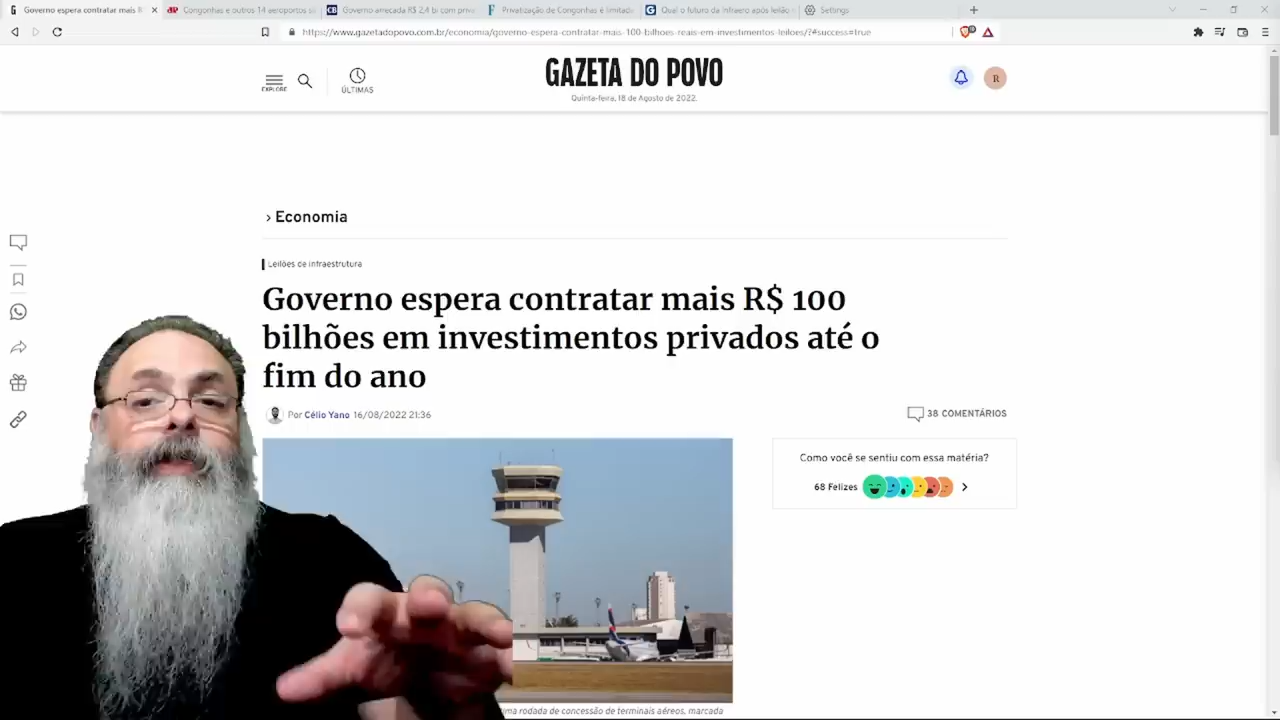 Governo espera contratar mais R
Congonhas e outros 14 aeroportos sã
Governo arrecada R$ 2,4 bi com priva
Privatização de Congonhas é limitada
Qual o futuro da Infraero após leilão
Settings
https://www.gazetadopovo.com.br/economia/governo-espera-contratar-mais-100-bilhoes-reais-em-investimentos-leiloes/?#success=true
EXPLORE
ÚLTIMAS
GAZETA DO POVO
Quinta-feira, 18 de Agosto de 2022.
R
› Economia
Leilões de infraestrutura
Governo espera contratar mais R$ 100
bilhões em investimentos privados até o
fim do ano
Por Célio Yano 16/08/2022 21:36
38 COMENTÁRIOS
Como você se sentiu com essa matéria?
68 Felizes
rodada de concessão de terminais aéreos, marcada